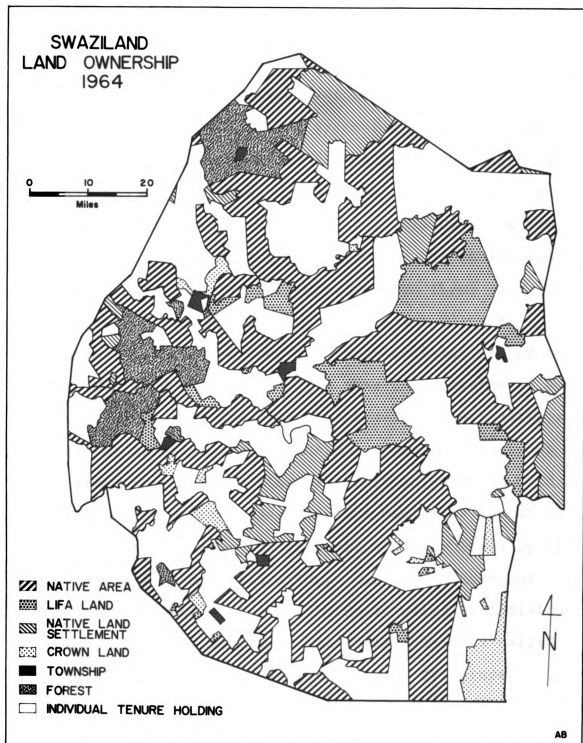 SWAZILAND
LAND OWNERSHIP
1964
0 10 20
Miles
NATIVE AREA
LIFA LAND
NATIVE LAND
SETTLEMENT
CROWN LAND
TOWNSHIP
FOREST
INDIVIDUAL TENURE HOLDING
N
AB